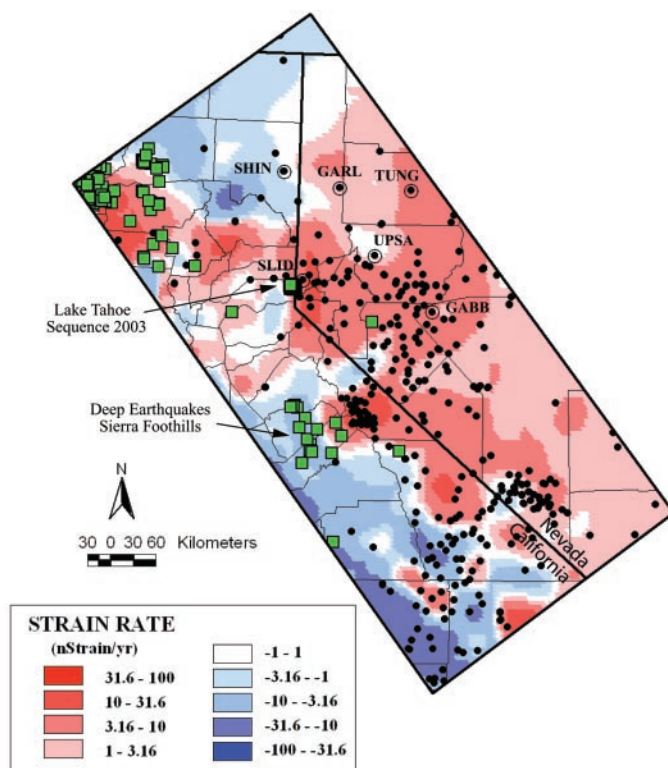 SHIN
GARL
TUNG
UPSA
SLID
GABB
Lake Tahoe
Sequence 2003
Deep Earthquakes
Sierra Foothills
N
30 0 30 60 Kilometers
Nevada
California
STRAIN RATE
(nStrain/yr)
31.6 - 100
10 - 31.6
3.16 - 10
1 - 3.16
-1 - 1
-3.16 - -1
-10 - -3.16
-31.6 - -10
-100 - -31.6